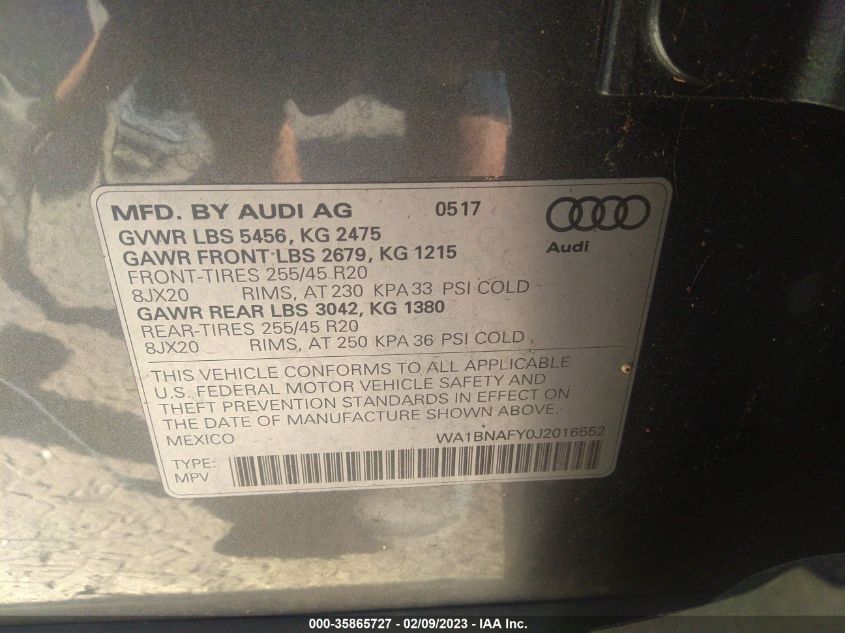 MFD. BY AUDI AG 0517
Audi
GVWR LBS 5456, KG 2475
GAWR FRONT LBS 2679, KG 1215
FRONT-TIRES 255/45 R20
8JX20 RIMS, AT 230 KPA 33 PSI COLD
GAWR REAR LBS 3042, KG 1380
REAR-TIRES 255/45 R20
8JX20 RIMS, AT 250 KPA 36 PSI COLD
THIS VEHICLE CONFORMS TO ALL APPLICABLE
U.S. FEDERAL MOTOR VEHICLE SAFETY AND
THEFT PREVENTION STANDARDS IN EFFECT ON
THE DATE OF MANUFACTURE SHOWN ABOVE.
MEXICO WA1BNAFY0J2016552
TYPE:
MPV
000-35865727 - 02/09/2023 - IAA Inc.